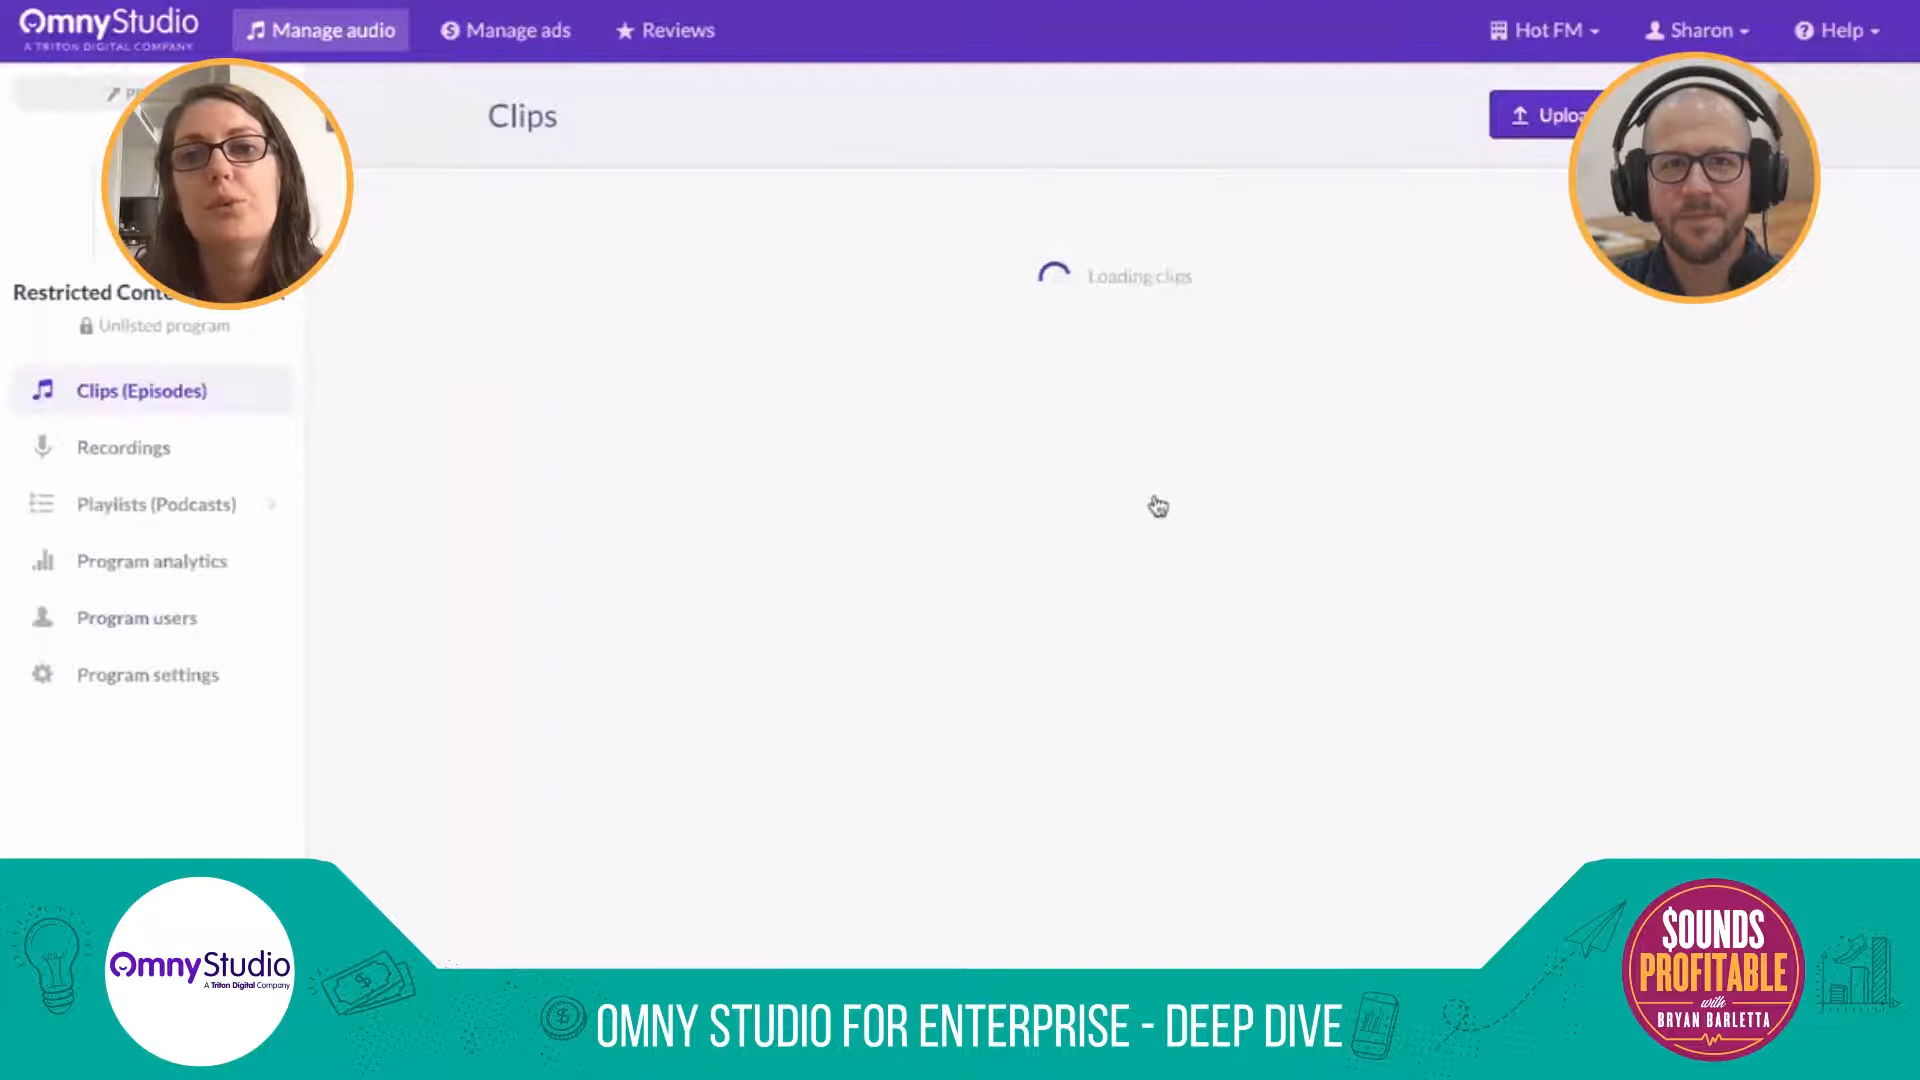 OmnyStudio
A TRITON DIGITAL COMPANY
Manage audio
Manage ads
Reviews
Hot FM
Sharon
Help
Clips
Restricted
Unlisted program
Loading clips
Clips (Episodes)
Recordings
Playlists (Podcasts)
Program analytics
Program users
Program settings
OmnyStudio
A Triton Digital Company
OMNY STUDIO FOR ENTERPRISE - DEEP DIVE
$OUNDS
PROFITABLE
with
BRYAN BARLETTA